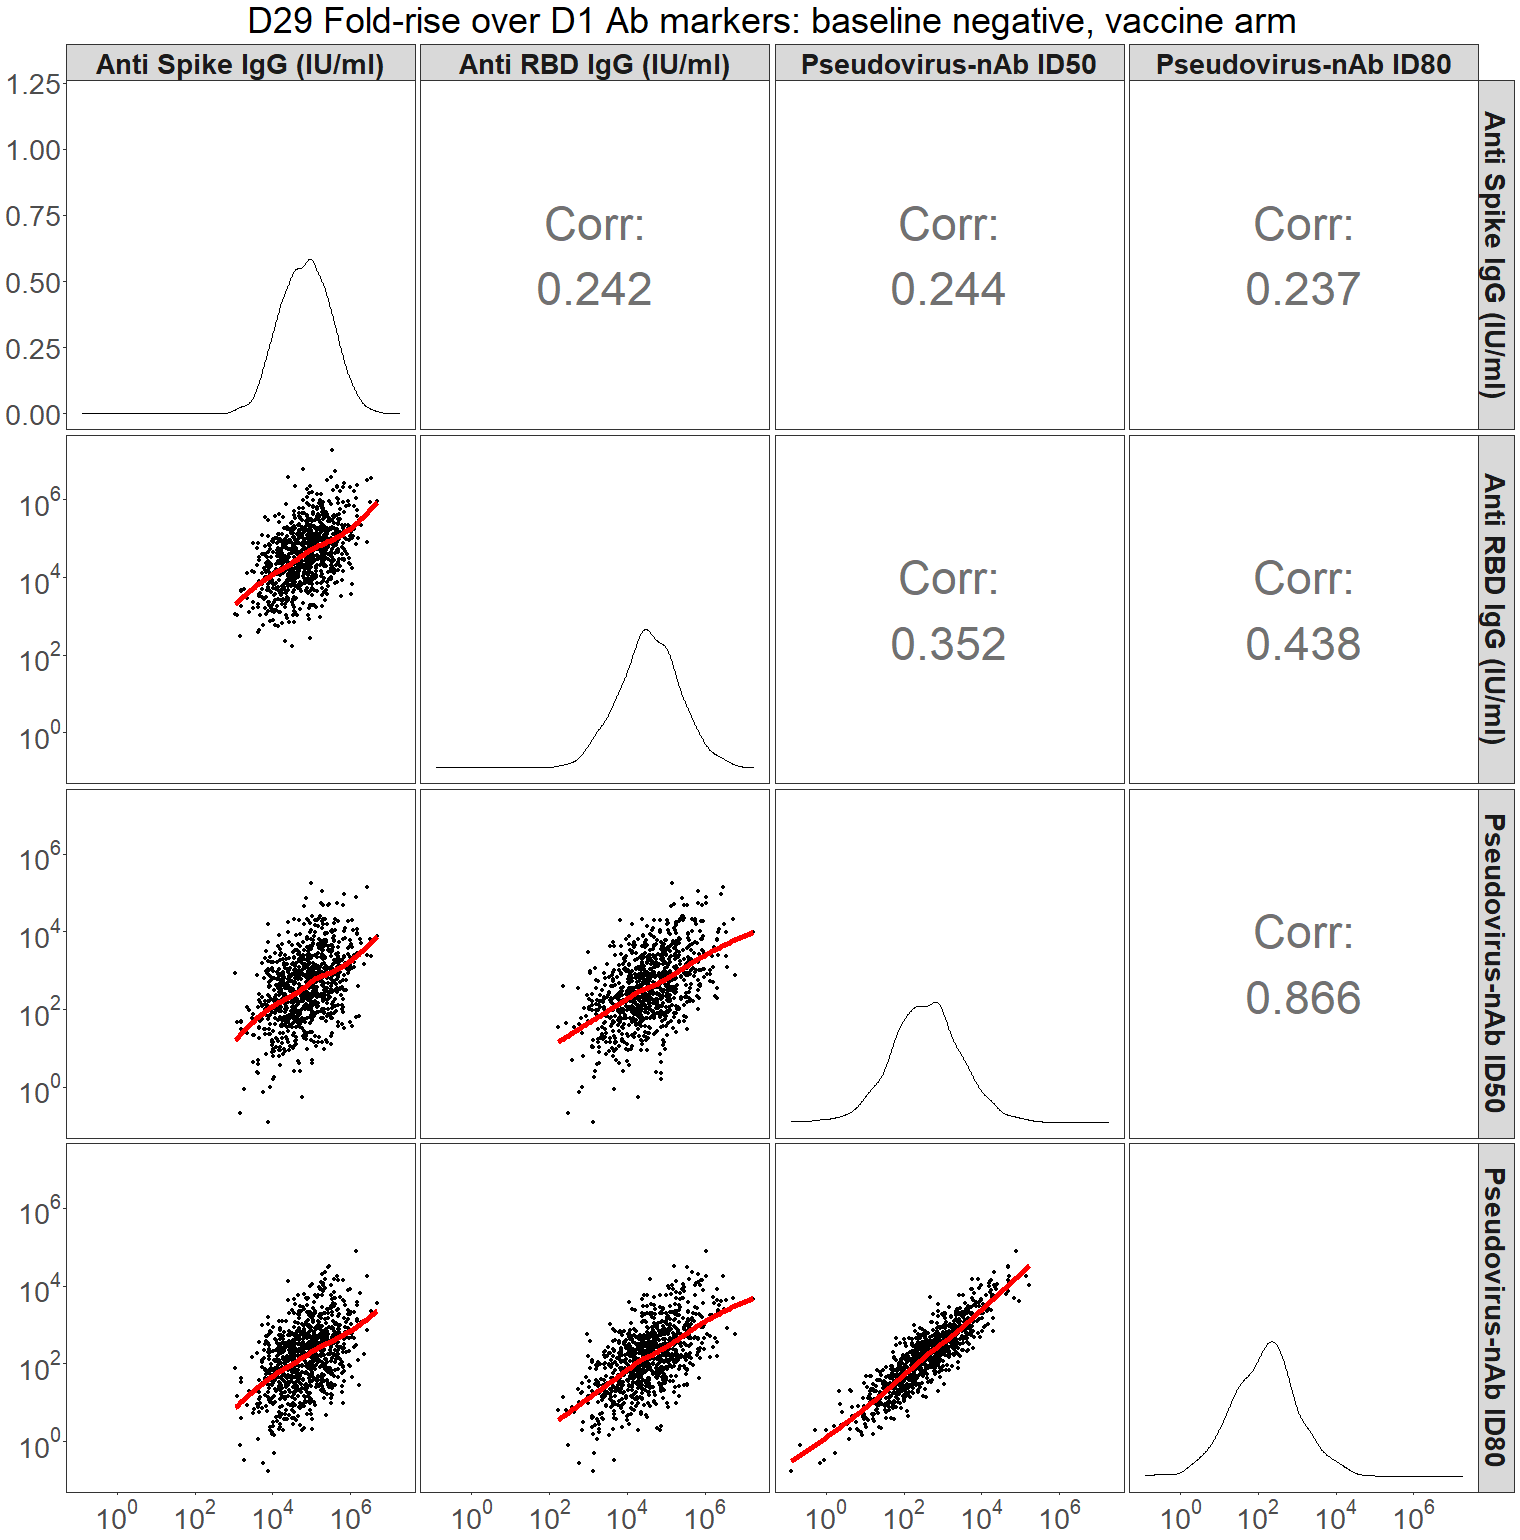 D29 Fold-rise over D1 Ab markers: baseline negative, vaccine arm
Anti Spike IgG (IU/ml)
Anti RBD IgG (IU/ml)
Pseudovirus-nAb ID50
Pseudovirus-nAb ID80
1.25
1.00
0.75
0.50
0.25
0.00
Corr:
0.242
Corr:
0.244
Corr:
0.237
Anti Spike IgG (IU/ml)
10^6
10^4
10^2
10^0
Corr:
0.352
Corr:
0.438
Anti RBD IgG (IU/ml)
10^6
10^4
10^2
10^0
Corr:
0.866
Pseudovirus-nAb ID50
10^6
10^4
10^2
10^0
Pseudovirus-nAb ID80
10^0 10^2 10^4 10^6
10^0 10^2 10^4 10^6
10^0 10^2 10^4 10^6
10^0 10^2 10^4 10^6